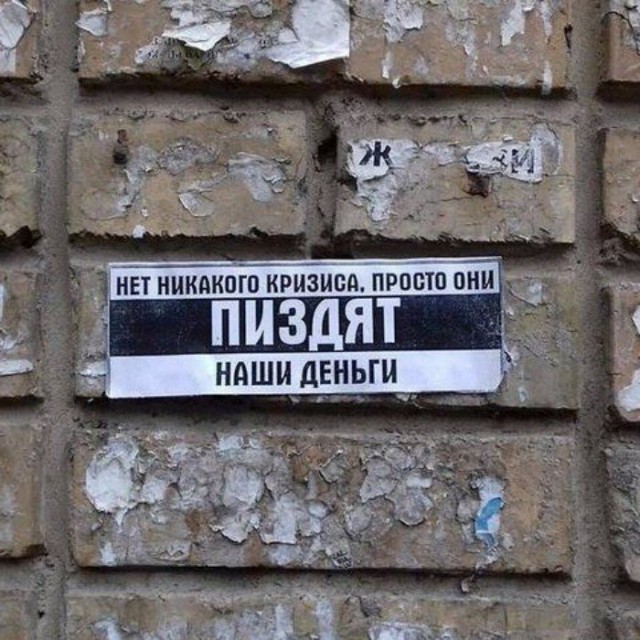 Ж
НЕТ НИКАКОГО КРИЗИСА, ПРОСТО ОНИ
ПИЗДЯТ
НАШИ ДЕНЬГИ